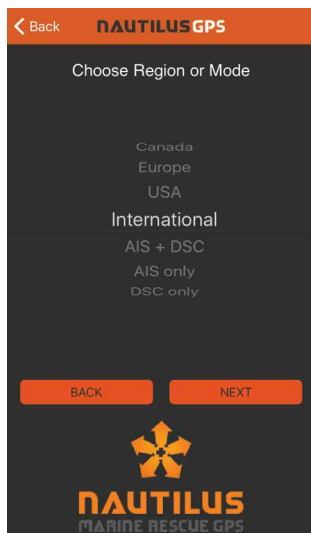 Back NAUTILUS GPS
Choose Region or Mode
Canada
Europe
USA
International
AIS + DSC
AIS only
DSC only
BACK NEXT
NAUTILUS
MARINE RESCUE GPS